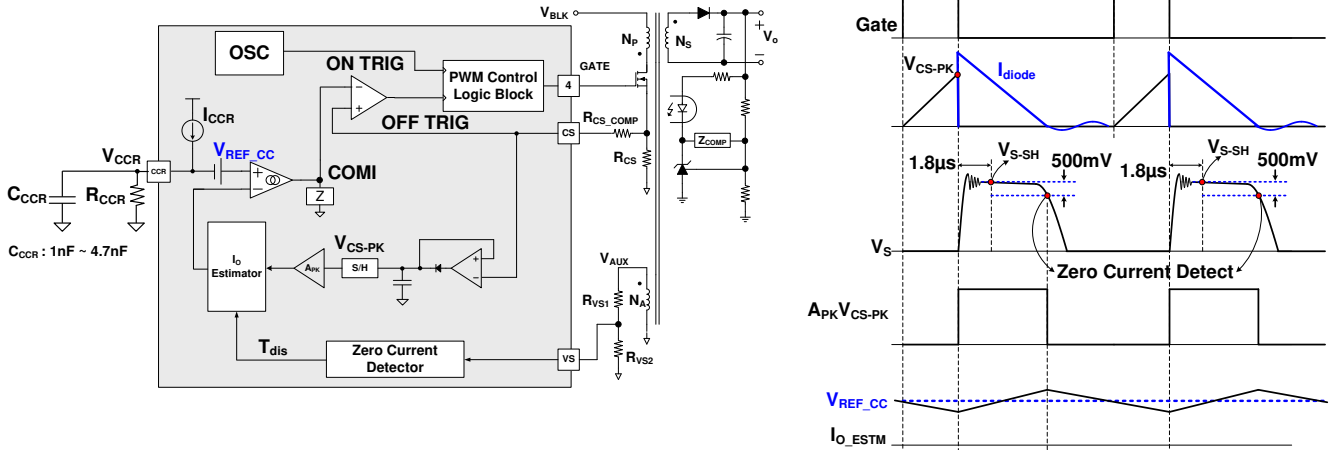 V_BLK
OSC
N_P
N_S
V_o
+
−
ON TRIG
PWM Control
Logic Block
GATE
4
I_CCR
−
+
OFF TRIG
CS
R_CS_COMP
Z_COMP
V_CCR
CCR
V_REF_CC
R_CS
+
−
COMI
Z
C_CCR
R_CCR
C_CCR : 1nF ~ 4.7nF
I_O
Estimator
A_PK
V_CS-PK
S/H
+
−
V_AUX
R_VS1
N_A
R_VS2
T_dis
Zero Current
Detector
VS
Gate
V_CS-PK
I_diode
1.8µs
V_S-SH
500mV
1.8µs
V_S-SH
500mV
V_S
Zero Current Detect
A_PKV_CS-PK
V_REF_CC
I_O_ESTM